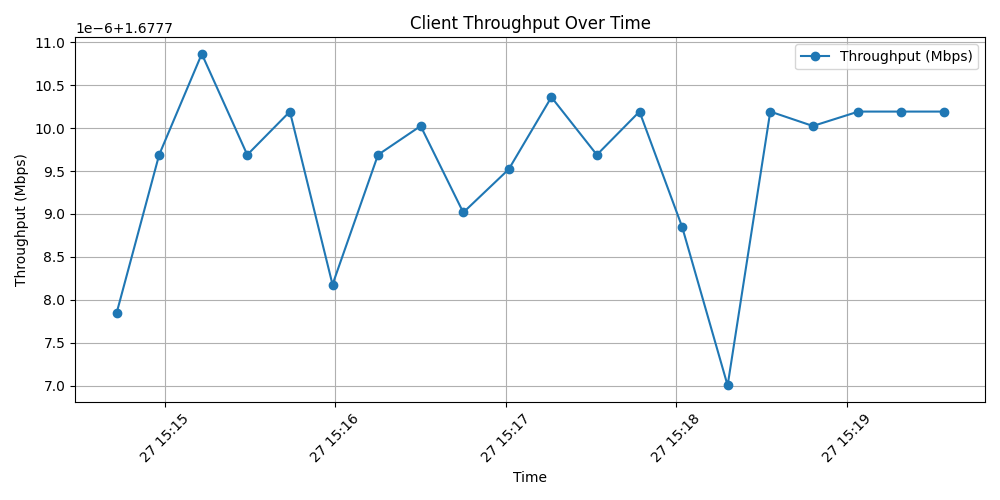 Client Throughput Over Time
1e−6+1.6777
Throughput (Mbps)
11.0
10.5
10.0
9.5
9.0
8.5
8.0
7.5
7.0
Throughput (Mbps)
27 15:15
27 15:16
27 15:17
27 15:18
27 15:19
Time